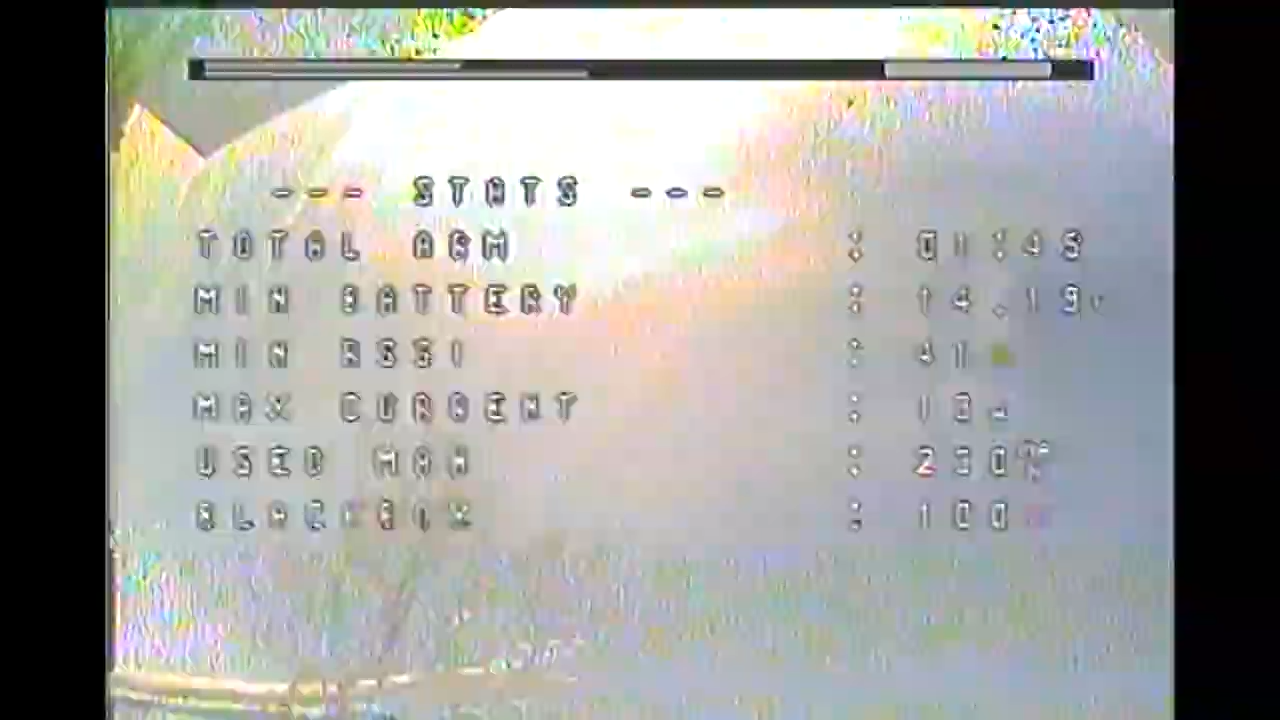 --- STATS ---
TOTAL ARM : 01:45
MIN BATTERY : 14.19V
MIN RSSI : 41
MAX CURRENT : 10A
USED MAH : 230
BLACKBOX : 100